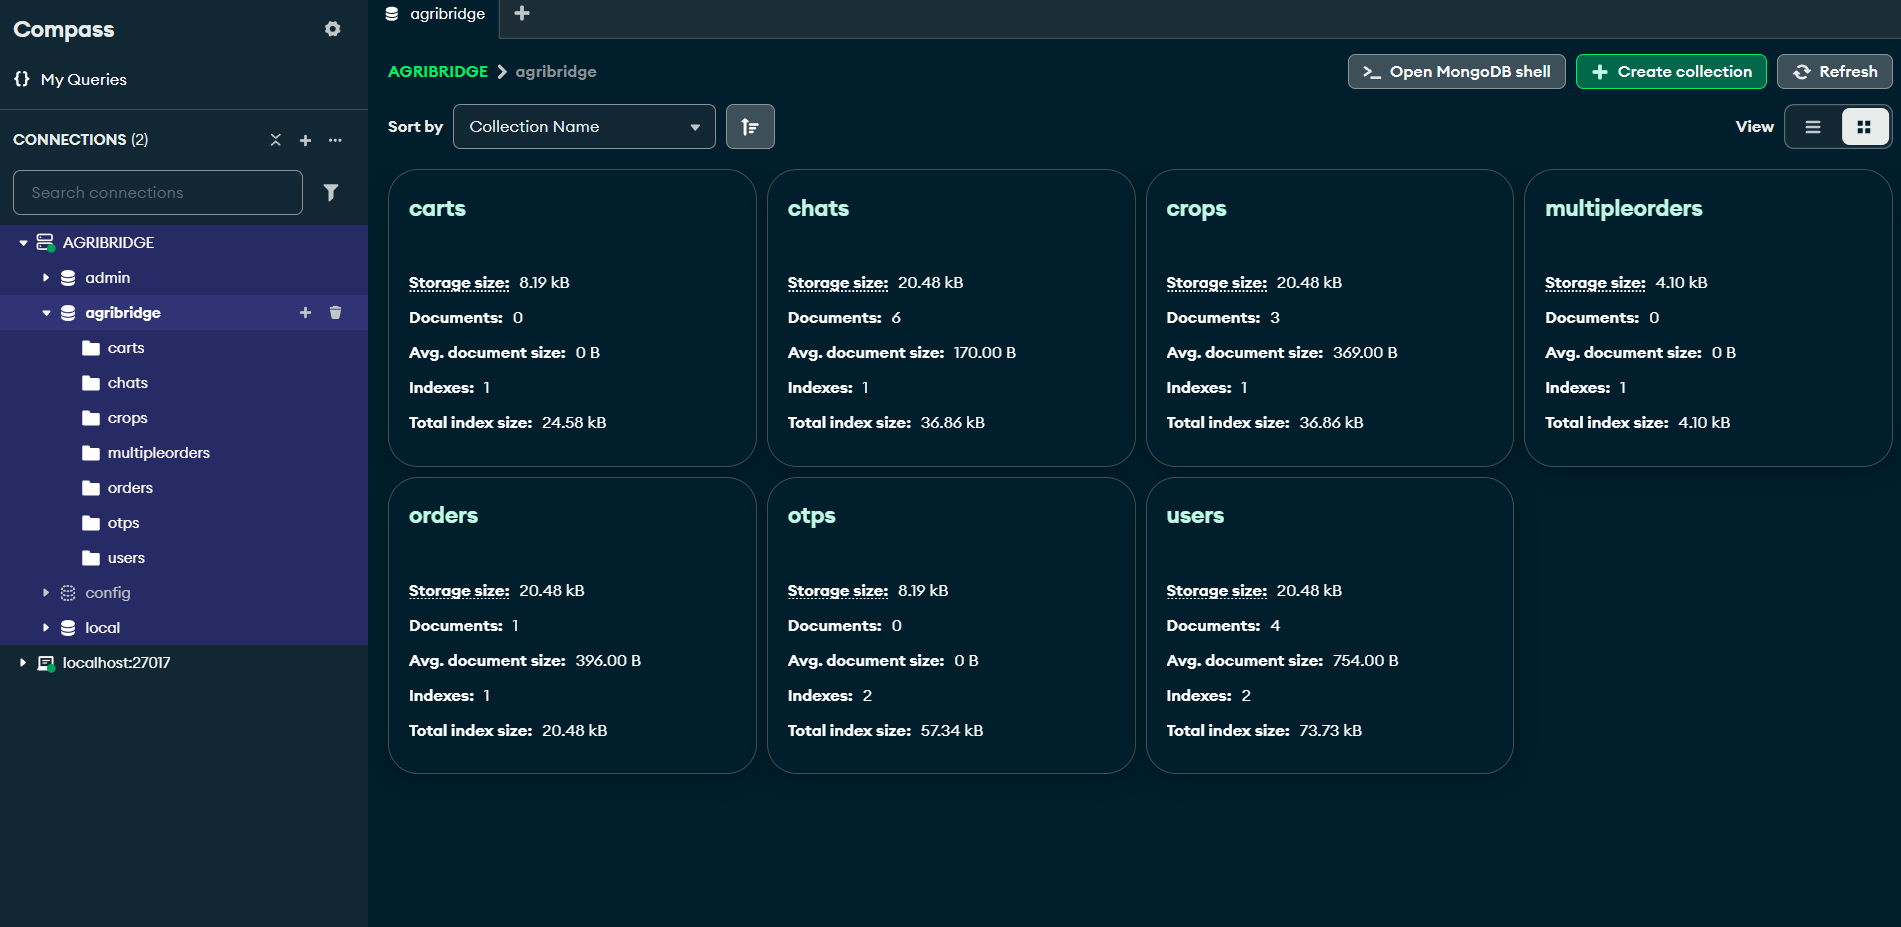 Compass
My Queries
CONNECTIONS (2)
Search connections
AGRIBRIDGE
admin
agribridge
carts
chats
crops
multipleorders
orders
otps
users
config
local
localhost:27017
agribridge
AGRIBRIDGE > agribridge
Open MongoDB shell
Create collection
Refresh
Sort by
Collection Name
View
carts
Storage size: 8.19 kB
Documents: 0
Avg. document size: 0 B
Indexes: 1
Total index size: 24.58 kB
chats
Storage size: 20.48 kB
Documents: 6
Avg. document size: 170.00 B
Indexes: 1
Total index size: 36.86 kB
crops
Storage size: 20.48 kB
Documents: 3
Avg. document size: 369.00 B
Indexes: 1
Total index size: 36.86 kB
multipleorders
Storage size: 4.10 kB
Documents: 0
Avg. document size: 0 B
Indexes: 1
Total index size: 4.10 kB
orders
Storage size: 20.48 kB
Documents: 1
Avg. document size: 396.00 B
Indexes: 1
Total index size: 20.48 kB
otps
Storage size: 8.19 kB
Documents: 0
Avg. document size: 0 B
Indexes: 2
Total index size: 57.34 kB
users
Storage size: 20.48 kB
Documents: 4
Avg. document size: 754.00 B
Indexes: 2
Total index size: 73.73 kB